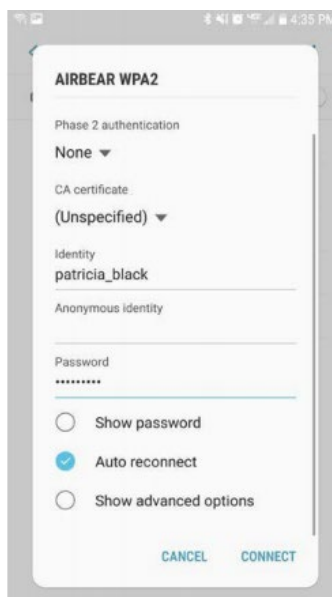 4:35 PM
AIRBEAR WPA2
Phase 2 authentication
None
CA certificate
(Unspecified)
Identity
patricia_black
Anonymous identity
Password
•••••••••
Show password
Auto reconnect
Show advanced options
CANCEL CONNECT